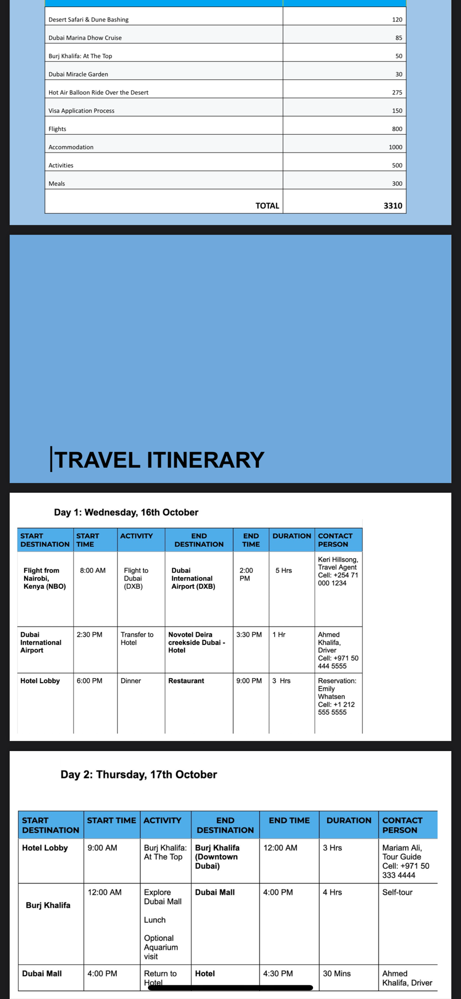 Desert Safari & Dune Bashing 120
Dubai Marina Dhow Cruise 85
Burj Khalifa: At The Top 50
Dubai Miracle Garden 30
Hot Air Balloon Ride Over the Desert 275
Visa Application Process 150
Flights 800
Accommodation 1000
Activities 500
Meals 300
TOTAL 3310
TRAVEL ITINERARY
Day 1: Wednesday, 16th October
START DESTINATION
START TIME
ACTIVITY
END DESTINATION
END TIME
DURATION
CONTACT PERSON
Flight from
Nairobi,
Kenya (NBO)
8:00 AM
Flight to
Dubai
(DXB)
Dubai
International
Airport (DXB)
2:00
PM
5 Hrs
Keri Hillsong,
Travel Agent
Cell: +254 71
000 1234
Dubai
International
Airport
2:30 PM
Transfer to
Hotel
Novotel Deira
creekside Dubai -
Hotel
3:30 PM
1 Hr
Ahmed
Khalifa,
Driver
Cell: +971 50
444 5555
Hotel Lobby
6:00 PM
Dinner
Restaurant
9:00 PM
3 Hrs
Reservation:
Emily
Whatsen
Cell: +1 212
555 5555
Day 2: Thursday, 17th October
START
DESTINATION
START TIME
ACTIVITY
END
DESTINATION
END TIME
DURATION
CONTACT
PERSON
Hotel Lobby
9:00 AM
Burj Khalifa:
At The Top
Burj Khalifa
(Downtown
Dubai)
12:00 AM
3 Hrs
Mariam Ali,
Tour Guide
Cell: +971 50
333 4444
Burj Khalifa
12:00 AM
Explore
Dubai Mall
Lunch
Optional
Aquarium
visit
Dubai Mall
4:00 PM
4 Hrs
Self-tour
Dubai Mall
4:00 PM
Return to
Hotel
Hotel
4:30 PM
30 Mins
Ahmed
Khalifa, Driver